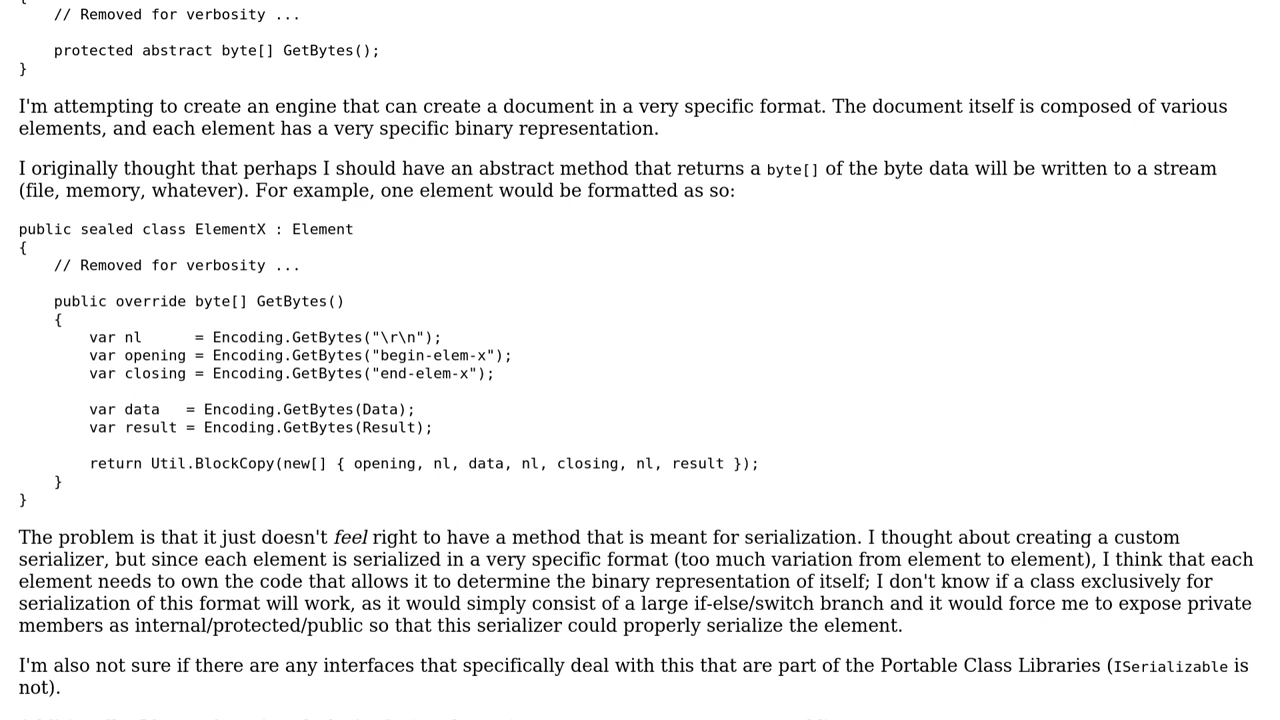 {
    // Removed for verbosity ...
    protected abstract byte[] GetBytes();
}
I'm attempting to create an engine that can create a document in a very specific format. The document itself is composed of various
elements, and each element has a very specific binary representation.
I originally thought that perhaps I should have an abstract method that returns a byte[] of the byte data will be written to a stream
(file, memory, whatever). For example, one element would be formatted as so:
public sealed class ElementX : Element
{
    // Removed for verbosity ...
    public override byte[] GetBytes()
    {
        var nl      = Encoding.GetBytes("\r\n");
        var opening = Encoding.GetBytes("begin-elem-x");
        var closing = Encoding.GetBytes("end-elem-x");
        var data   = Encoding.GetBytes(Data);
        var result = Encoding.GetBytes(Result);
        return Util.BlockCopy(new[] { opening, nl, data, nl, closing, nl, result });
    }
}
The problem is that it just doesn't feel right to have a method that is meant for serialization. I thought about creating a custom
serializer, but since each element is serialized in a very specific format (too much variation from element to element), I think that each
element needs to own the code that allows it to determine the binary representation of itself; I don't know if a class exclusively for
serialization of this format will work, as it would simply consist of a large if-else/switch branch and it would force me to expose private
members as internal/protected/public so that this serializer could properly serialize the element.
I'm also not sure if there are any interfaces that specifically deal with this that are part of the Portable Class Libraries (ISerializable is
not).